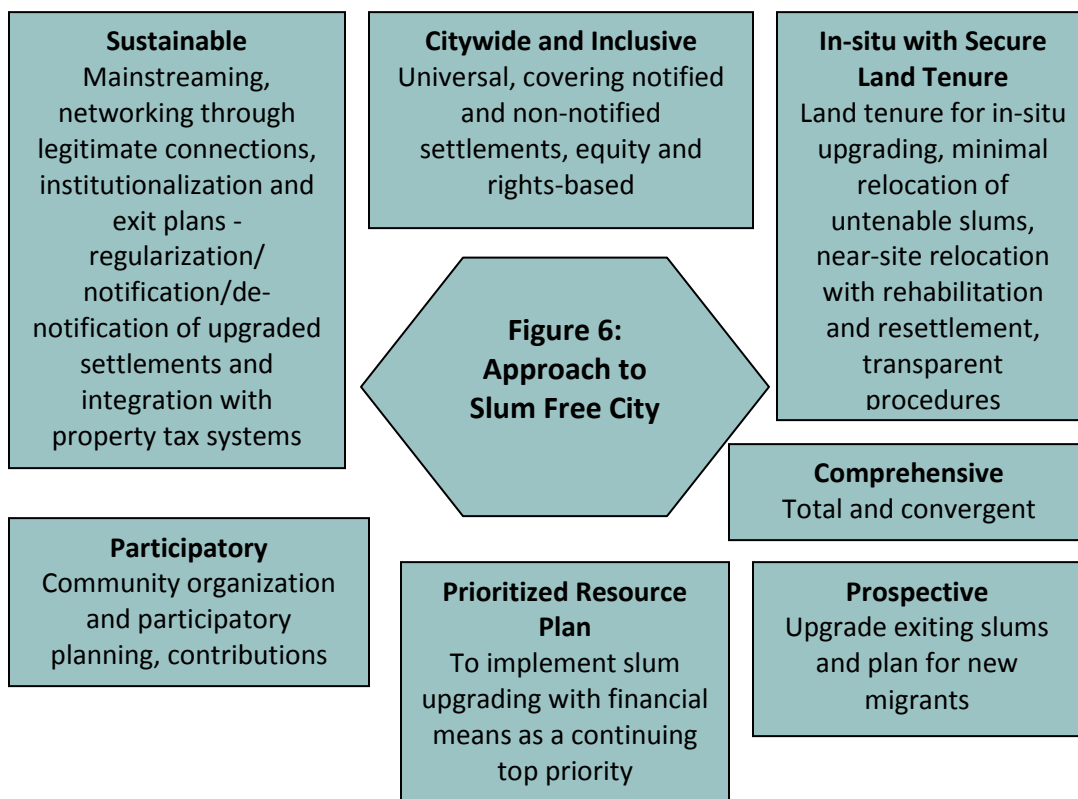 Sustainable
Mainstreaming,
networking through
legitimate connections,
institutionalization and
exit plans -
regularization/
notification/de-
notification of upgraded
settlements and
integration with
property tax systems
Citywide and Inclusive
Universal, covering notified
and non-notified
settlements, equity and
rights-based
In-situ with Secure
Land Tenure
Land tenure for in-situ
upgrading, minimal
relocation of
untenable slums,
near-site relocation
with rehabilitation
and resettlement,
transparent
procedures
Figure 6:
Approach to
Slum Free City
Comprehensive
Total and convergent
Participatory
Community organization
and participatory
planning, contributions
Prioritized Resource
Plan
To implement slum
upgrading with financial
means as a continuing
top priority
Prospective
Upgrade exiting slums
and plan for new
migrants